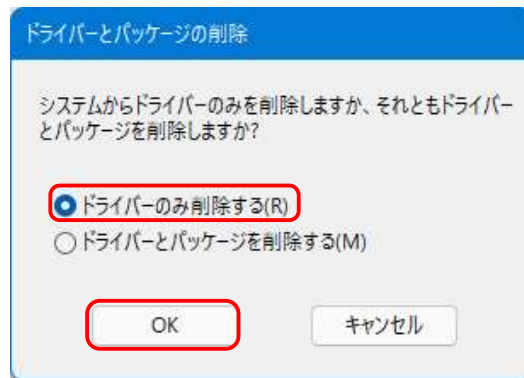 ドライバーとパッケージの削除
システムからドライバーのみを削除しますか、それともドライバー
とパッケージを削除しますか?
ドライバーのみ削除する(R)
ドライバーとパッケージを削除する(M)
OK
キャンセル